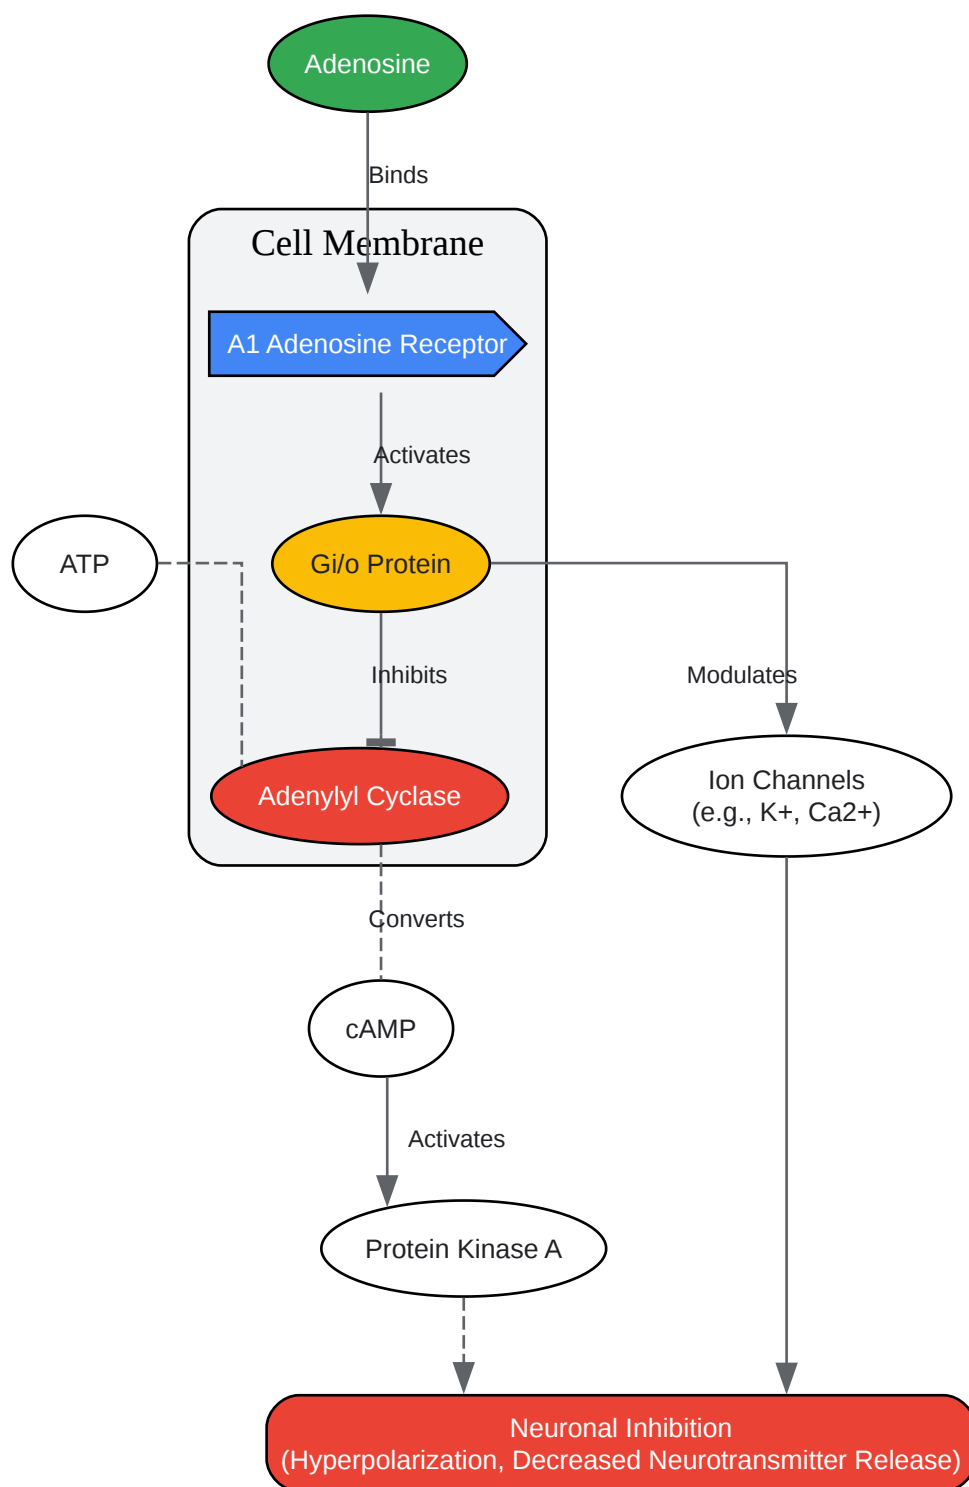 Adenosine
Binds
Cell Membrane
A1 Adenosine Receptor
Activates
ATP
Gi/o Protein
Inhibits
Modulates
Adenylyl Cyclase
Ion Channels
(e.g., K+, Ca2+)
Converts
cAMP
Activates
Protein Kinase A
Neuronal Inhibition
(Hyperpolarization, Decreased Neurotransmitter Release)